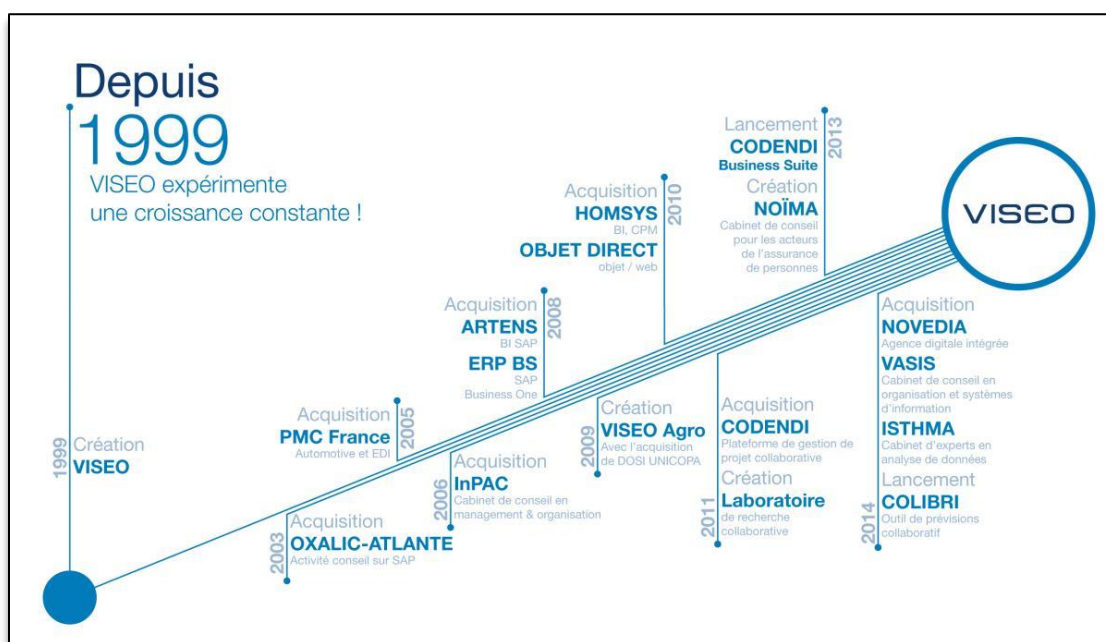 Depuis
1999
VISEO expérimente
une croissance constante !
1999
Création
VISEO
2003
Acquisition
OXALIC-ATLANTE
Activité conseil sur SAP
2005
Acquisition
PMC France
Automotive et EDI
2006
Acquisition
InPAC
Cabinet de conseil en
management & organisation
2008
Acquisition
ARTENS
BI SAP
ERP BS
SAP
Business One
2009
Création
VISEO Agro
Avec l'acquisition
de DOSI UNICOPA
2010
Acquisition
HOMSYS
BI, CPM
OBJET DIRECT
objet / web
2011
Acquisition
CODENDI
Plateforme de gestion de
projet collaborative
Création
Laboratoire
de recherche
collaborative
2013
Lancement
CODENDI
Business Suite
Création
NOÏMA
Cabinet de conseil
pour les acteurs
de l'assurance
de personnes
2014
Acquisition
NOVEDIA
Agence digitale intégrée
VASIS
Cabinet de conseil en
organisation et systèmes
d'information
ISTHMA
Cabinet d'experts en
analyse de données
Lancement
COLIBRI
Outil de prévisions
collaboratif
VISEO